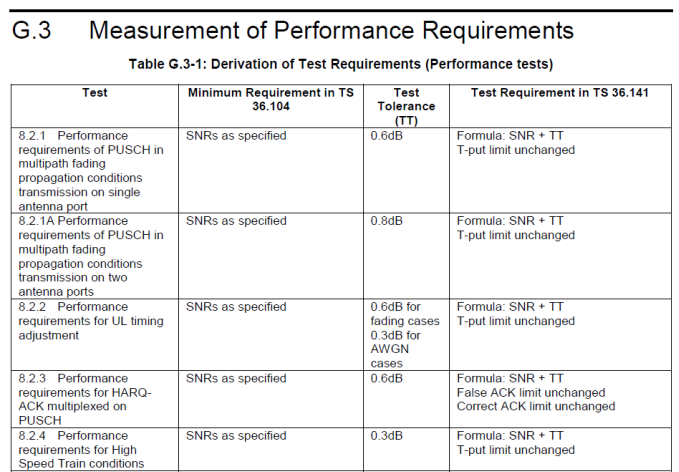 G.3 Measurement of Performance Requirements
Table G.3-1: Derivation of Test Requirements (Performance tests)
Test
Minimum Requirement in TS
36.104
Test
Tolerance
(TT)
Test Requirement in TS 36.141
8.2.1 Performance
requirements of PUSCH in
multipath fading
propagation conditions
transmission on single
antenna port
SNRs as specified
0.6dB
Formula: SNR + TT
T-put limit unchanged
8.2.1A Performance
requirements of PUSCH in
multipath fading
propagation conditions
transmission on two
antenna ports
SNRs as specified
0.8dB
Formula: SNR + TT
T-put limit unchanged
8.2.2 Performance
requirements for UL timing
adjustment
SNRs as specified
0.6dB for
fading cases
0.3dB for
AWGN
cases
Formula: SNR + TT
T-put limit unchanged
8.2.3 Performance
requirements for HARQ-
ACK multiplexed on
PUSCH
SNRs as specified
0.6dB
Formula: SNR + TT
False ACK limit unchanged
Correct ACK limit unchanged
8.2.4 Performance
requirements for High
Speed Train conditions
SNRs as specified
0.3dB
Formula: SNR + TT
T-put limit unchanged